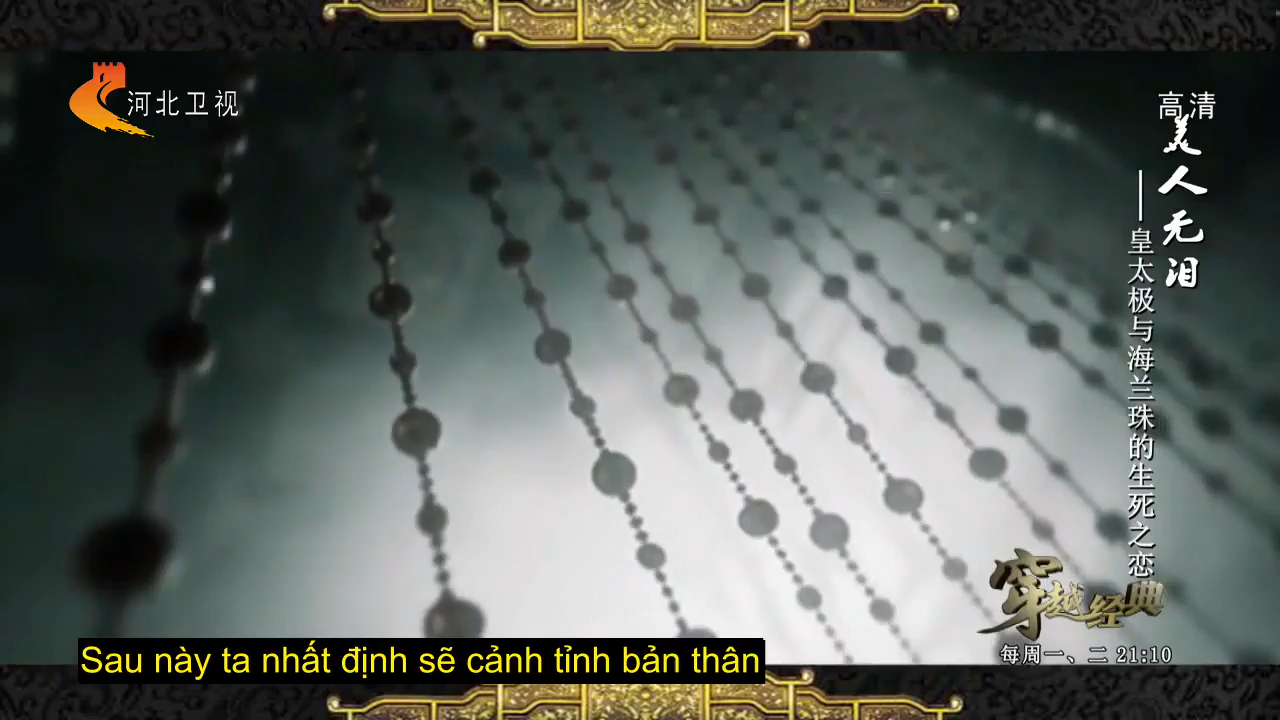 河北卫视
高清
美人无泪
——皇太极与海兰珠的生死之恋
穿越经典
每周一、二 21:10
Sau này ta nhất định sẽ cảnh tỉnh bản thân